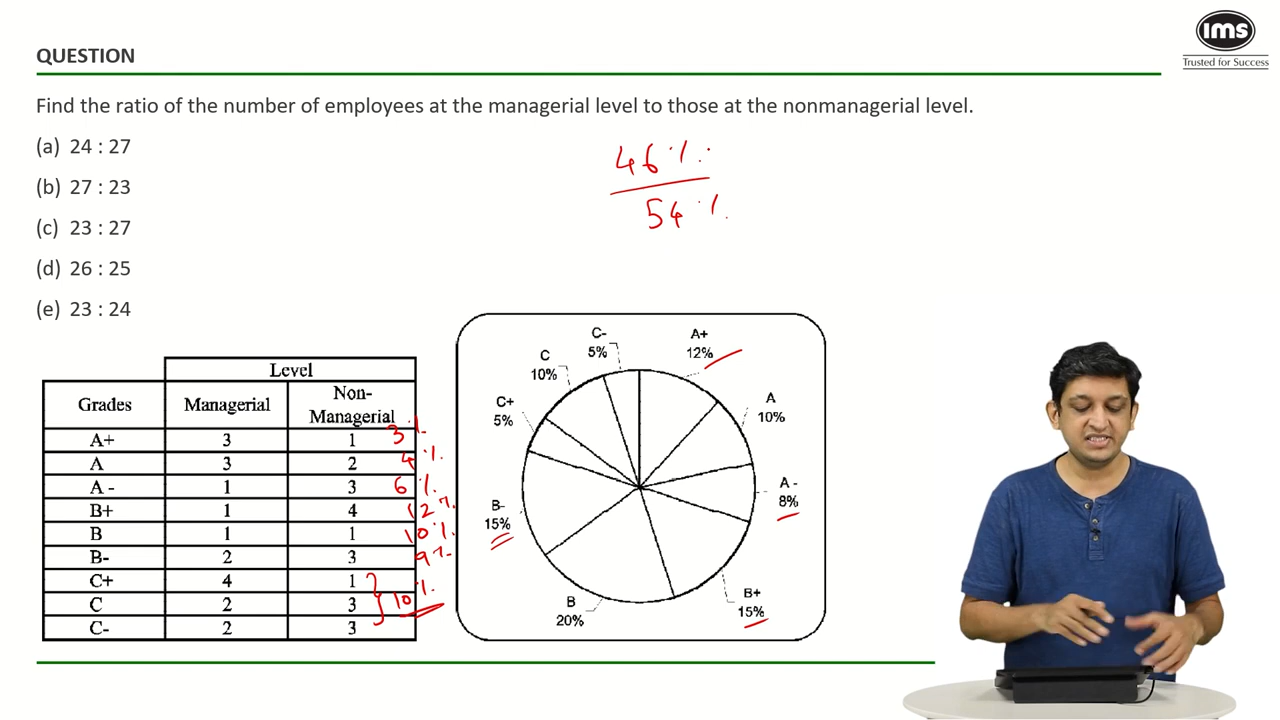 QUESTION
ims
Trusted for Success
Find the ratio of the number of employees at the managerial level to those at the nonmanagerial level.
(a) 24 : 27
(b) 27 : 23
(c) 23 : 27
(d) 26 : 25
(e) 23 : 24
46%
54%
Level
Grades Managerial Non-Managerial
A+ 3 1 3%
A 3 2 4%
A - 1 3 6%
B+ 1 4 12%
B 1 1 10%
B- 2 3 9%
C+ 4 1
C 2 3 10%
C- 2 3
C-
5%
A+
12%
C
10%
A
10%
C+
5%
A -
8%
B-
15%
B+
15%
B
20%